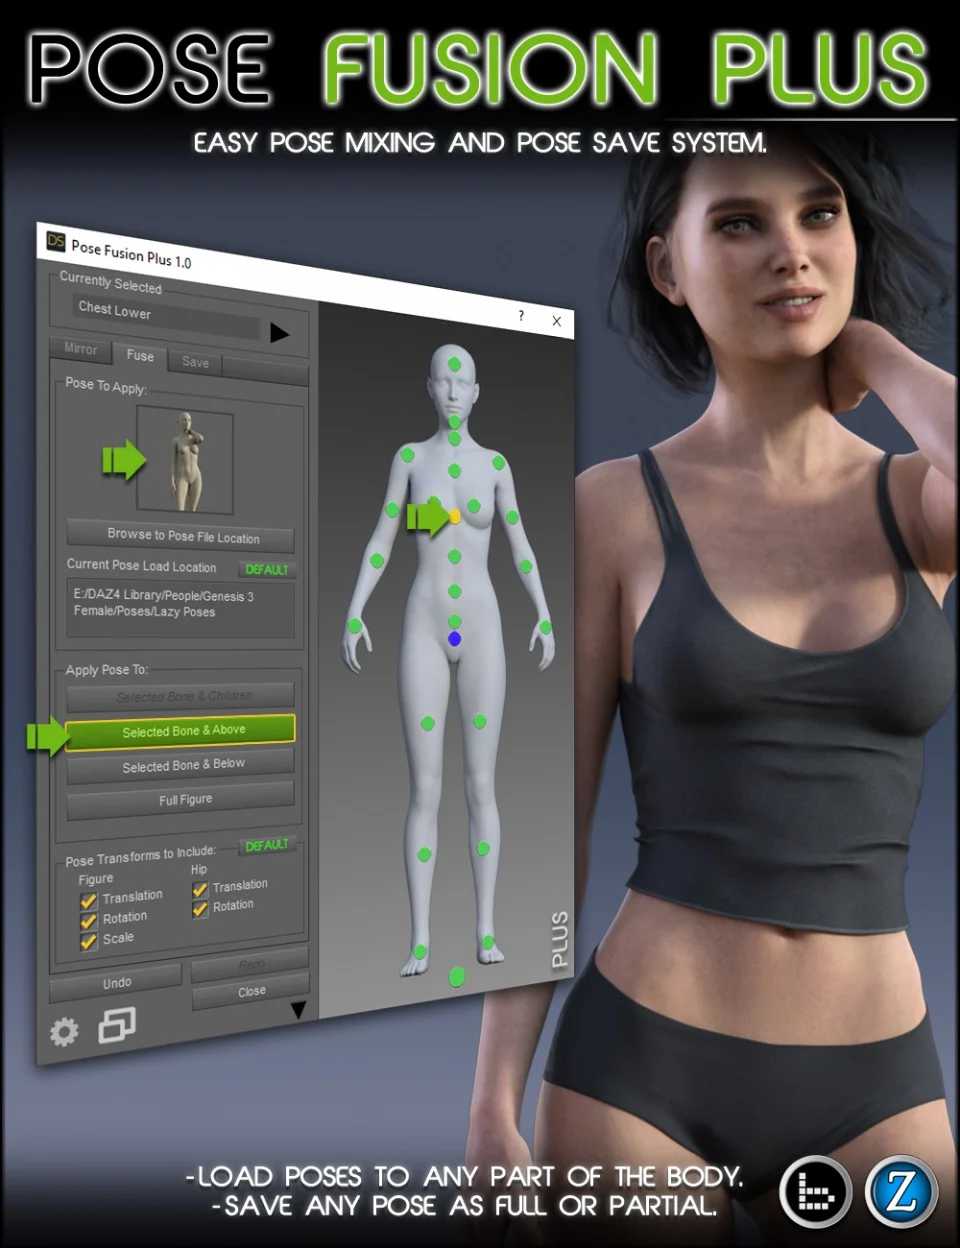 POSE FUSION PLUS
EASY POSE MIXING AND POSE SAVE SYSTEM.
DS Pose Fusion Plus 1.0
? X
Currently Selected
Chest Lower
Mirror Fuse Save
Pose To Apply:
Browse to Pose File Location
Current Pose Load Location DEFAULT
E:/DAZ4 Library/People/Genesis 3
Female/Poses/Lazy Poses
Apply Pose To:
Selected Bone & Children
Selected Bone & Above
Selected Bone & Below
Full Figure
Pose Transforms to Include: DEFAULT
Figure Hip
Translation Translation
Rotation Rotation
Scale
Undo Redo
Close
PLUS
-LOAD POSES TO ANY PART OF THE BODY.
-SAVE ANY POSE AS FULL OR PARTIAL.
b Z